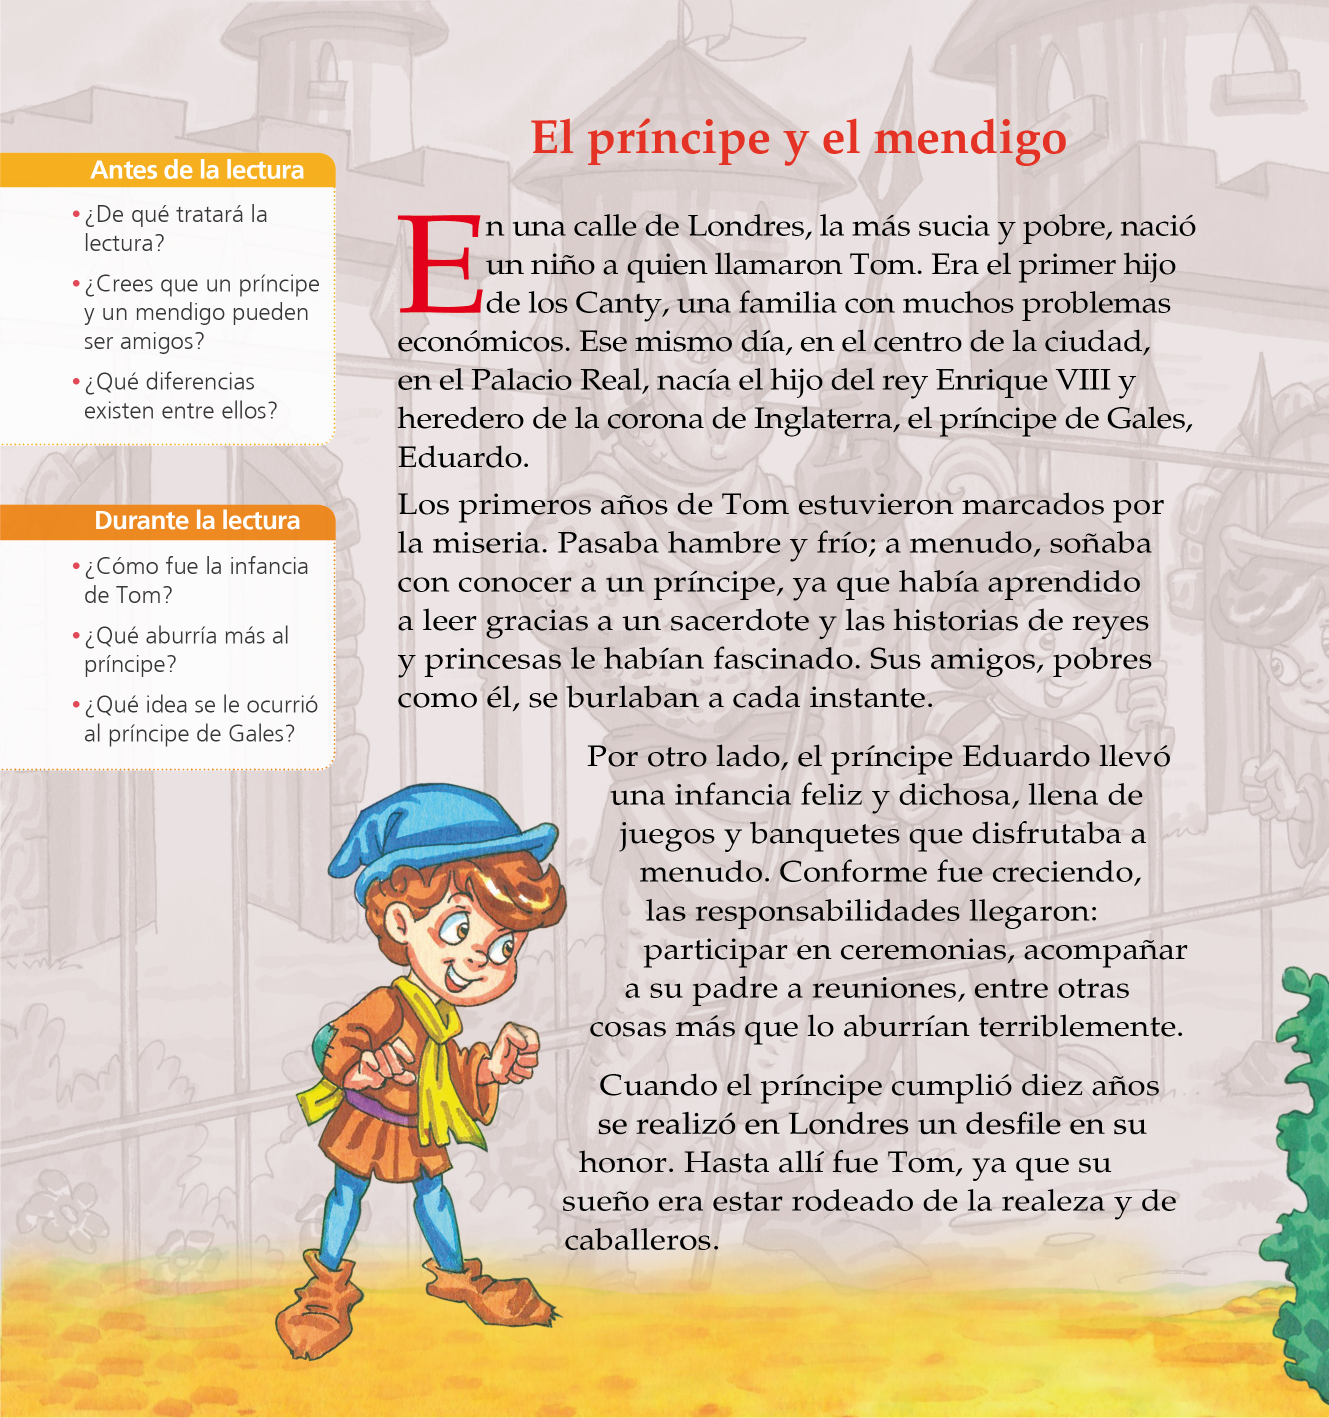 El príncipe y el mendigo
Antes de la lectura
• ¿De qué tratará la
lectura?
• ¿Crees que un príncipe
y un mendigo pueden
ser amigos?
• ¿Qué diferencias
existen entre ellos?
Durante la lectura
• ¿Cómo fue la infancia
de Tom?
• ¿Qué aburría más al
príncipe?
• ¿Qué idea se le ocurrió
al príncipe de Gales?
En una calle de Londres, la más sucia y pobre, nació
un niño a quien llamaron Tom. Era el primer hijo
de los Canty, una familia con muchos problemas
económicos. Ese mismo día, en el centro de la ciudad,
en el Palacio Real, nacía el hijo del rey Enrique VIII y
heredero de la corona de Inglaterra, el príncipe de Gales,
Eduardo.
Los primeros años de Tom estuvieron marcados por
la miseria. Pasaba hambre y frío; a menudo, soñaba
con conocer a un príncipe, ya que había aprendido
a leer gracias a un sacerdote y las historias de reyes
y princesas le habían fascinado. Sus amigos, pobres
como él, se burlaban a cada instante.
Por otro lado, el príncipe Eduardo llevó
una infancia feliz y dichosa, llena de
juegos y banquetes que disfrutaba a
menudo. Conforme fue creciendo,
las responsabilidades llegaron:
participar en ceremonias, acompañar
a su padre a reuniones, entre otras
cosas más que lo aburrían terriblemente.
Cuando el príncipe cumplió diez años
se realizó en Londres un desfile en su
honor. Hasta allí fue Tom, ya que su
sueño era estar rodeado de la realeza y de
caballeros.